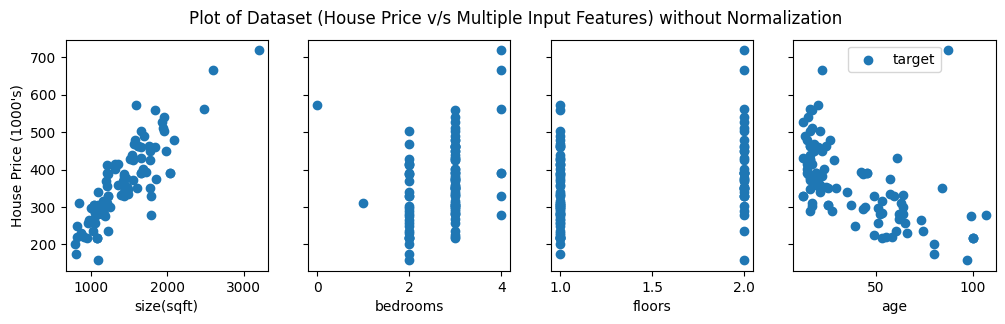 Plot of Dataset (House Price v/s Multiple Input Features) without Normalization
House Price (1000's)
700
600
500
400
300
200
1000 2000 3000
size(sqft)
0 2 4
bedrooms
1.0 1.5 2.0
floors
target
50 100
age